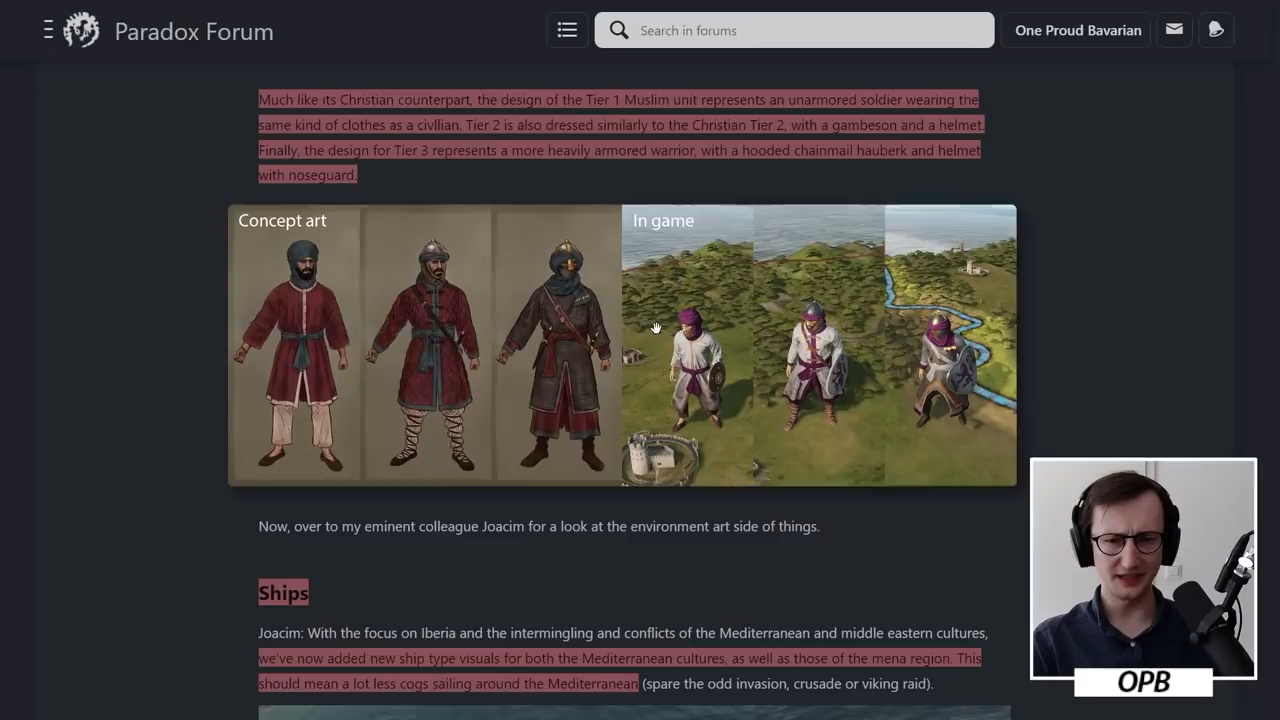 Paradox Forum
Search in forums
One Proud Bavarian
Much like its Christian counterpart, the design of the Tier 1 Muslim unit represents an unarmored soldier wearing the
same kind of clothes as a civllian. Tier 2 is also dressed similarly to the Christian Tier 2, with a gambeson and a helmet.
Finally, the design for Tier 3 represents a more heavily armored warrior, with a hooded chainmail hauberk and helmet
with noseguard.
Concept art
In game
Now, over to my eminent colleague Joacim for a look at the environment art side of things.
Ships
Joacim: With the focus on Iberia and the intermingling and conflicts of the Mediterranean and middle eastern cultures,
we've now added new ship type visuals for both the Mediterranean cultures, as well as those of the mena region. This
should mean a lot less cogs sailing around the Mediterranean (spare the odd invasion, crusade or viking raid).
OPB